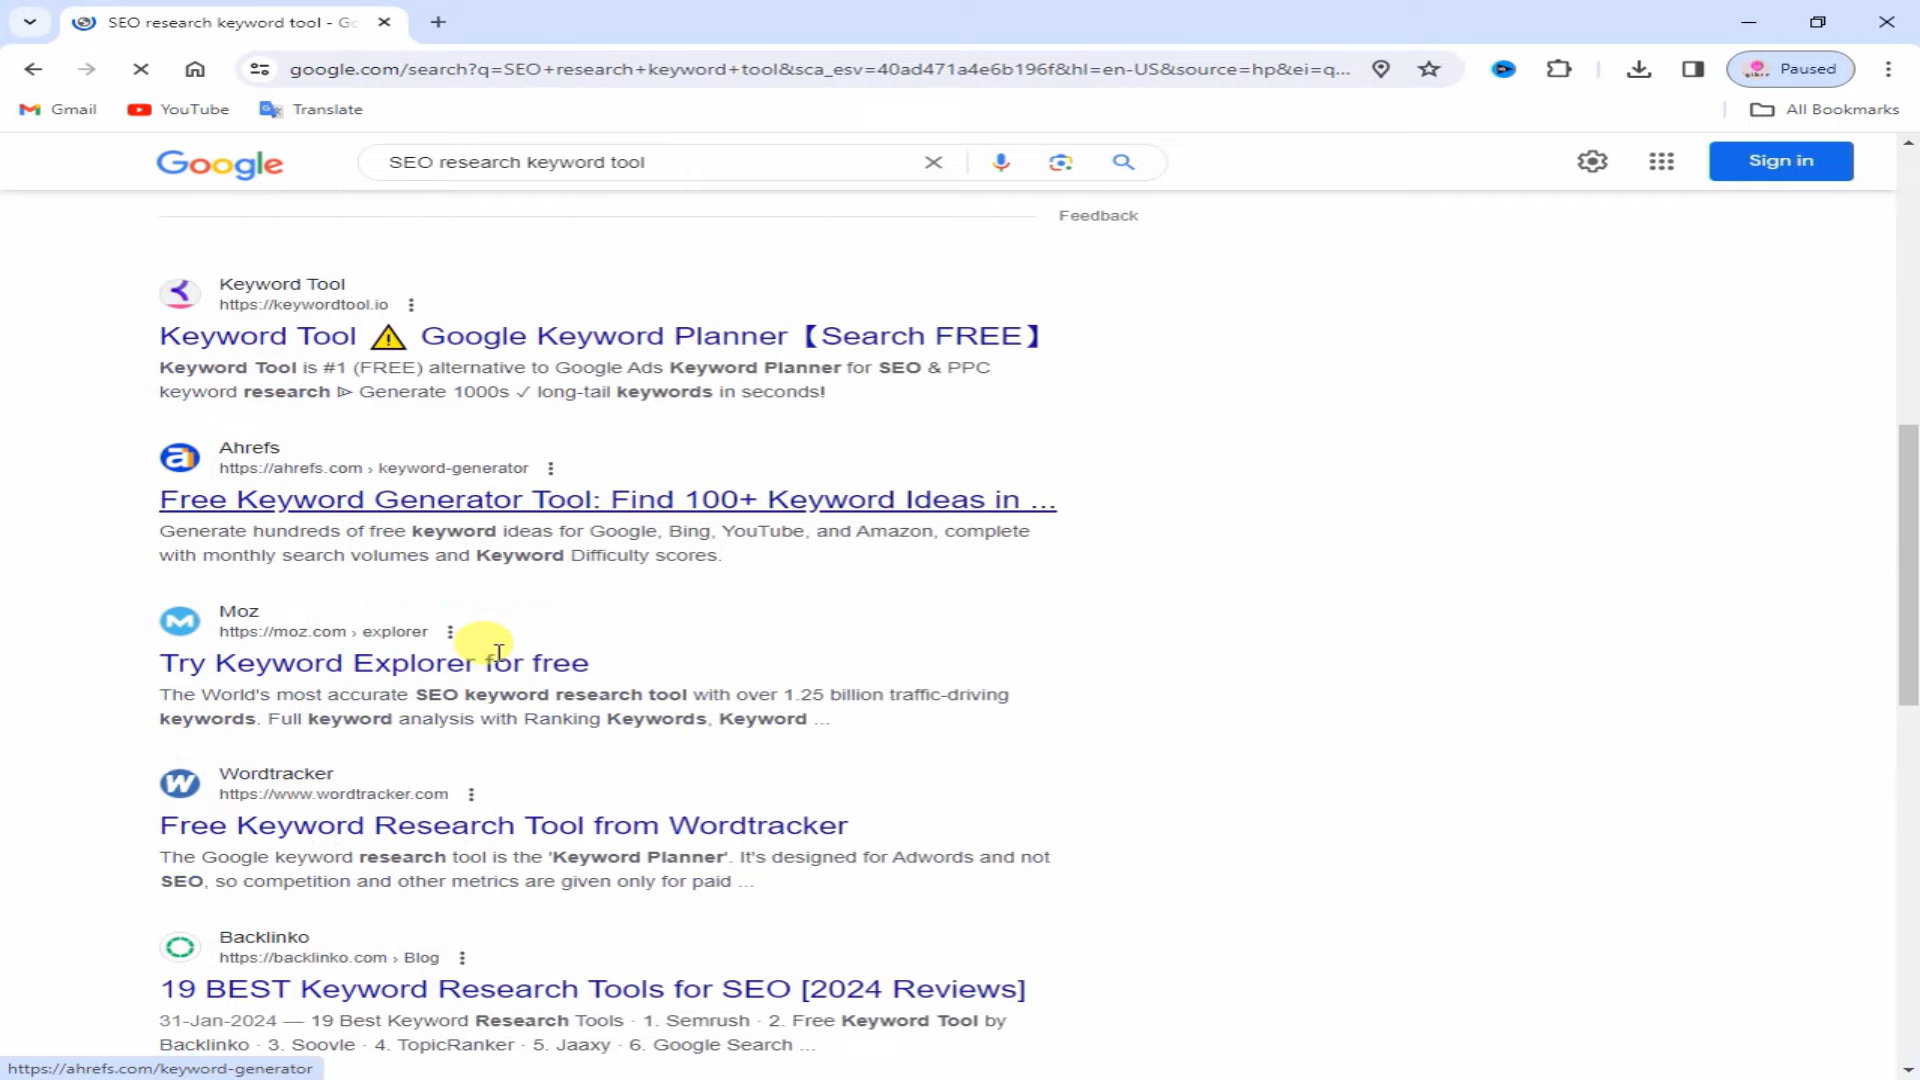 SEO research keyword tool - Go
google.com/search?q=SEO+research+keyword+tool&sca_esv=40ad471a4e6b196f&hl=en-US&source=hp&ei=q...
Paused
Gmail
YouTube
Translate
All Bookmarks
Google
SEO research keyword tool
Sign in
Feedback
Keyword Tool
https://keywordtool.io
Keyword Tool ⚠ Google Keyword Planner【Search FREE】
Keyword Tool is #1 (FREE) alternative to Google Ads Keyword Planner for SEO & PPC
keyword research ⊳ Generate 1000s ✓ long-tail keywords in seconds!
Ahrefs
https://ahrefs.com › keyword-generator
Free Keyword Generator Tool: Find 100+ Keyword Ideas in ...
Generate hundreds of free keyword ideas for Google, Bing, YouTube, and Amazon, complete
with monthly search volumes and Keyword Difficulty scores.
Moz
https://moz.com › explorer
Try Keyword Explorer for free
The World's most accurate SEO keyword research tool with over 1.25 billion traffic-driving
keywords. Full keyword analysis with Ranking Keywords, Keyword ...
Wordtracker
https://www.wordtracker.com
Free Keyword Research Tool from Wordtracker
The Google keyword research tool is the 'Keyword Planner'. It's designed for Adwords and not
SEO, so competition and other metrics are given only for paid ...
Backlinko
https://backlinko.com › Blog
19 BEST Keyword Research Tools for SEO [2024 Reviews]
31-Jan-2024 — 19 Best Keyword Research Tools · 1. Semrush · 2. Free Keyword Tool by
Backlinko · 3. Soovle · 4. TopicRanker · 5. Jaaxy · 6. Google Search ...
https://ahrefs.com/keyword-generator